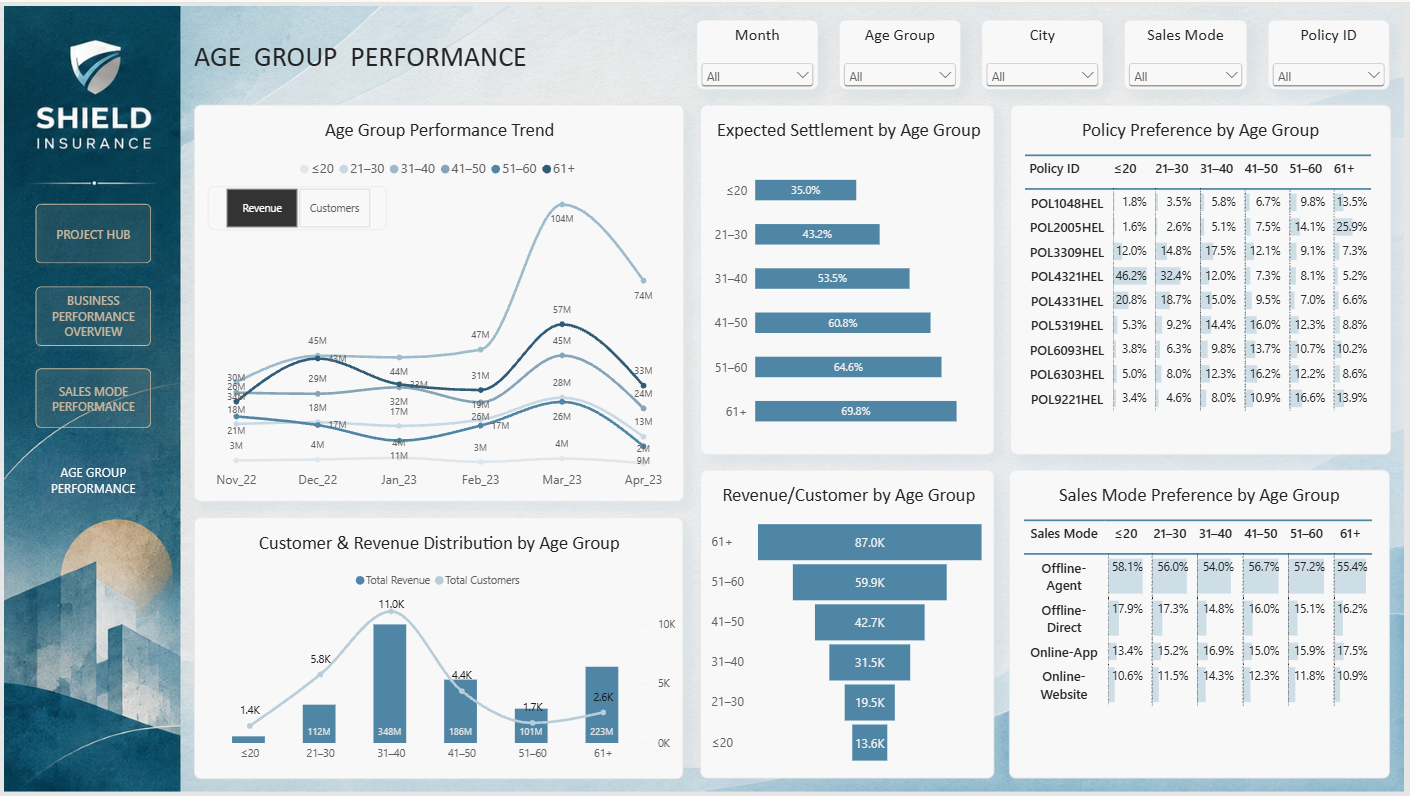 SHIELD
INSURANCE
PROJECT HUB
BUSINESS
PERFORMANCE
OVERVIEW
SALES MODE
PERFORMANCE
AGE GROUP
PERFORMANCE
AGE GROUP PERFORMANCE
Month
All
Age Group
All
City
All
Sales Mode
All
Policy ID
All
Age Group Performance Trend
≤20 21–30 31–40 41–50 51–60 61+
Revenue Customers
104M
74M
57M
47M
45M
45M
43M
44M
33M
31M
33M
30M
26M
34M
29M
32M
19M
28M
24M
18M
18M
17M
17M
26M
17M
26M
13M
21M
3M
4M
4M
11M
3M
4M
2M
9M
Nov_22 Dec_22 Jan_23 Feb_23 Mar_23 Apr_23
Customer & Revenue Distribution by Age Group
Total Revenue Total Customers
1.4K 5.8K 11.0K 4.4K 1.7K 2.6K
10K
5K
0K
112M 348M 186M 101M 223M
≤20 21–30 31–40 41–50 51–60 61+
Expected Settlement by Age Group
≤20 35.0%
21–30 43.2%
31–40 53.5%
41–50 60.8%
51–60 64.6%
61+ 69.8%
Revenue/Customer by Age Group
61+ 87.0K
51–60 59.9K
41–50 42.7K
31–40 31.5K
21–30 19.5K
≤20 13.6K
Policy Preference by Age Group
Policy ID ≤20 21–30 31–40 41–50 51–60 61+
POL1048HEL 1.8% 3.5% 5.8% 6.7% 9.8% 13.5%
POL2005HEL 1.6% 2.6% 5.1% 7.5% 14.1% 25.9%
POL3309HEL 12.0% 14.8% 17.5% 12.1% 9.1% 7.3%
POL4321HEL 46.2% 32.4% 12.0% 7.3% 8.1% 5.2%
POL4331HEL 20.8% 18.7% 15.0% 9.5% 7.0% 6.6%
POL5319HEL 5.3% 9.2% 14.4% 16.0% 12.3% 8.8%
POL6093HEL 3.8% 6.3% 9.8% 13.7% 10.7% 10.2%
POL6303HEL 5.0% 8.0% 12.3% 16.2% 12.2% 8.6%
POL9221HEL 3.4% 4.6% 8.0% 10.9% 16.6% 13.9%
Sales Mode Preference by Age Group
Sales Mode ≤20 21–30 31–40 41–50 51–60 61+
Offline-Agent 58.1% 56.0% 54.0% 56.7% 57.2% 55.4%
Offline-Direct 17.9% 17.3% 14.8% 16.0% 15.1% 16.2%
Online-App 13.4% 15.2% 16.9% 15.0% 15.9% 17.5%
Online-Website 10.6% 11.5% 14.3% 12.3% 11.8% 10.9%